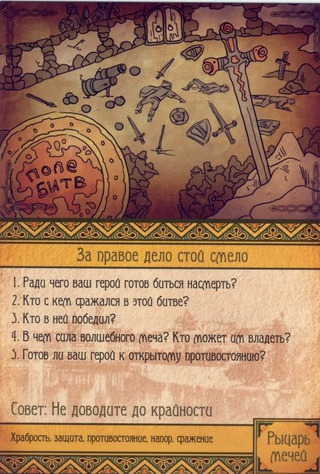 ПОЛЕ
БИТВ
За правое дело стой смело
1. Ради чего ваш герой готов биться насмерть?
2. Кто с кем сражался в этой битве?
3. Кто в ней победил?
4. В чем сила волшебного меча? Кто может им владеть?
5. Готов ли ваш герой к открытому противостоянию?
Совет: Не доводите до крайности
Храбрость, защита, противостояние, напор, сражение
Рыцарь
мечей